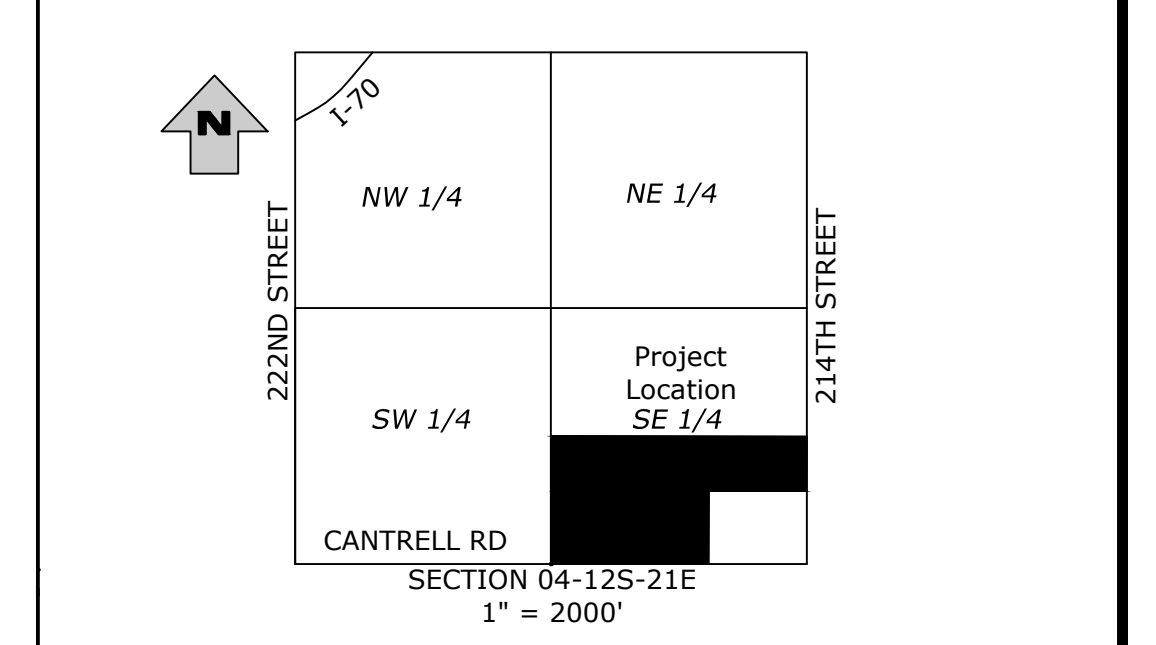 N
I-70
NW 1/4
NE 1/4
222ND STREET
214TH STREET
Project
Location
SE 1/4
SW 1/4
CANTRELL RD
SECTION 04-12S-21E
1" = 2000'